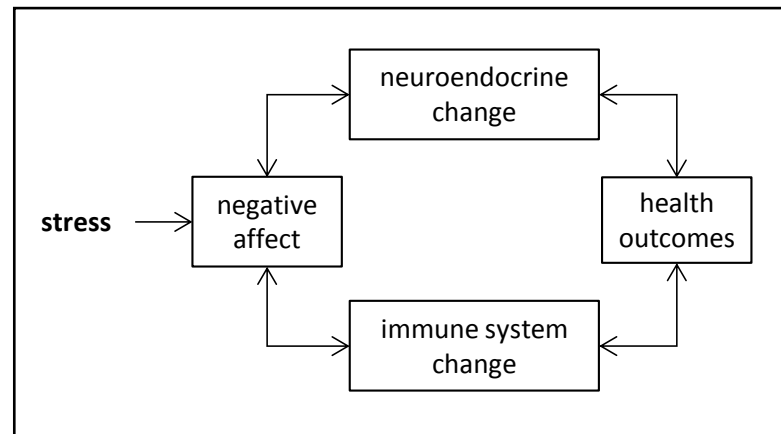 neuroendocrine
change
stress
negative
affect
health
outcomes
immune system
change